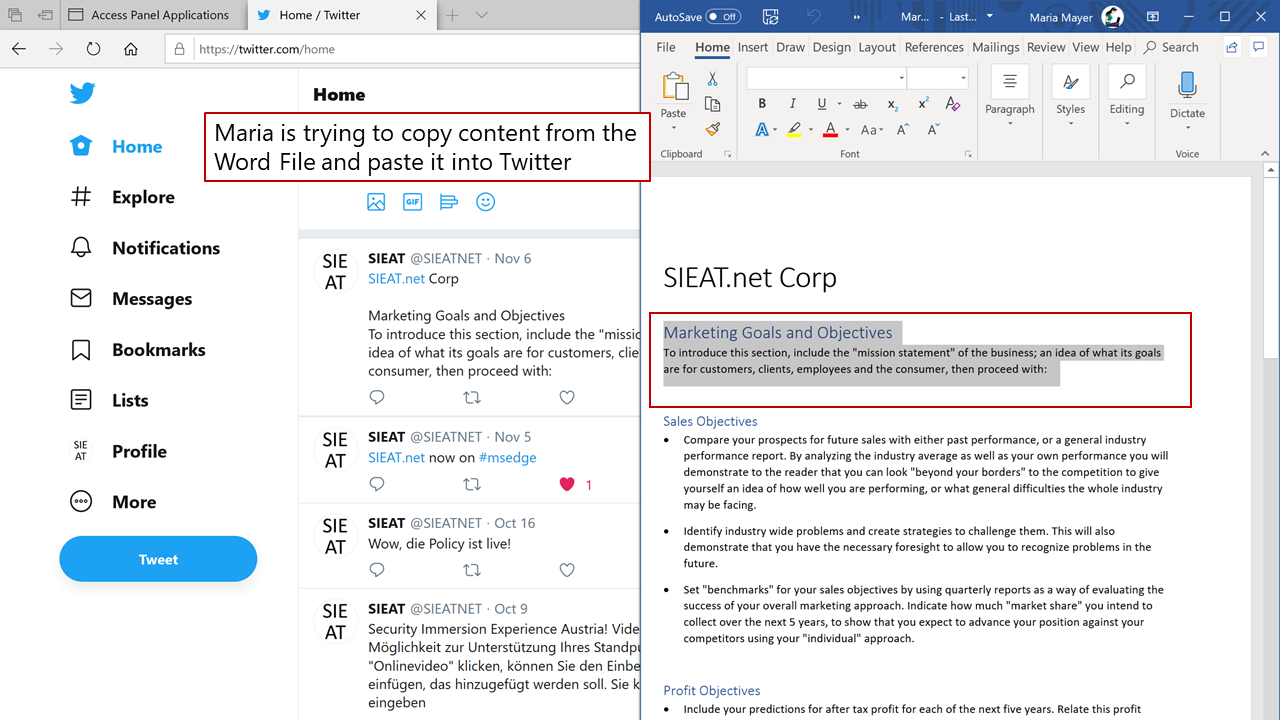 Access Panel Applications
Home / Twitter
https://twitter.com/home
Home
Explore
Notifications
Messages
Bookmarks
Lists
SIE
AT
Profile
More
Tweet
Home
Maria is trying to copy content from the
Word File and paste it into Twitter
GIF
SIE
AT
SIEAT @SIEATNET · Nov 6
SIEAT.net Corp
Marketing Goals and Objectives
To introduce this section, include the "missio
idea of what its goals are for customers, clie
consumer, then proceed with:
SIE
AT
SIEAT @SIEATNET · Nov 5
SIEAT.net now on #msedge
1
SIE
AT
SIEAT @SIEATNET · Oct 16
Wow, die Policy ist live!
SIE
AT
SIEAT @SIEATNET · Oct 9
Security Immersion Experience Austria! Vide
Möglichkeit zur Unterstützung Ihres Standpu
"Onlinevideo" klicken, können Sie den Einbe
einfügen, das hinzugefügt werden soll. Sie k
eingeben
AutoSave Off
Mar... - Last...
Maria Mayer
File Home Insert Draw Design Layout References Mailings Review View Help Search
Paste
Clipboard
B I U ab x₂ x² A
A A Aa A A
Font
Paragraph
Styles
Editing
Dictate
Voice
SIEAT.net Corp
Marketing Goals and Objectives
To introduce this section, include the "mission statement" of the business; an idea of what its goals
are for customers, clients, employees and the consumer, then proceed with:
Sales Objectives
• Compare your prospects for future sales with either past performance, or a general industry
performance report. By analyzing the industry average as well as your own performance you will
demonstrate to the reader that you can look "beyond your borders" to the competition to give
yourself an idea of how well you are performing, or what general difficulties the whole industry
may be facing.
• Identify industry wide problems and create strategies to challenge them. This will also
demonstrate that you have the necessary foresight to allow you to recognize problems in the
future.
• Set "benchmarks" for your sales objectives by using quarterly reports as a way of evaluating the
success of your overall marketing approach. Indicate how much "market share" you intend to
collect over the next 5 years, to show that you expect to advance your position against your
competitors using your "individual" approach.
Profit Objectives
• Include your predictions for after tax profit for each of the next five years. Relate this profit